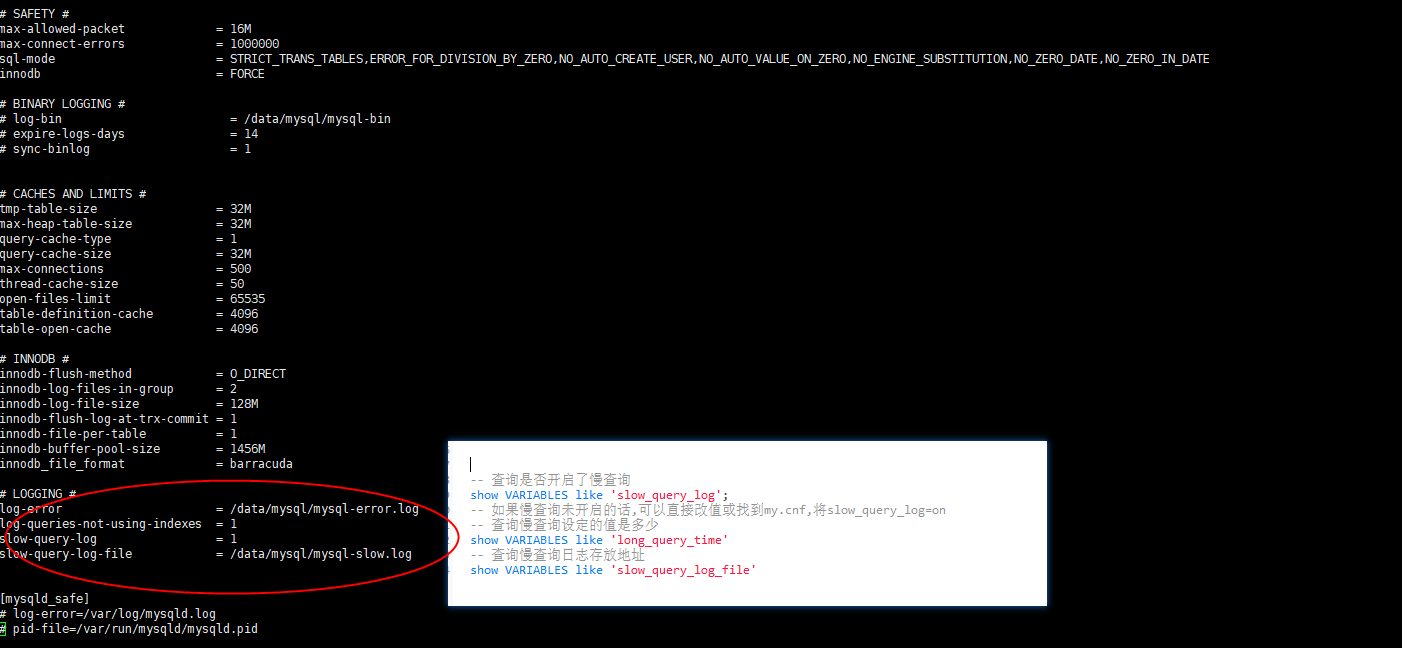 # SAFETY #
max-allowed-packet = 16M
max-connect-errors = 1000000
sql-mode = STRICT_TRANS_TABLES,ERROR_FOR_DIVISION_BY_ZERO,NO_AUTO_CREATE_USER,NO_AUTO_VALUE_ON_ZERO,NO_ENGINE_SUBSTITUTION,NO_ZERO_DATE,NO_ZERO_IN_DATE
innodb = FORCE
# BINARY LOGGING #
# log-bin = /data/mysql/mysql-bin
# expire-logs-days = 14
# sync-binlog = 1
# CACHES AND LIMITS #
tmp-table-size = 32M
max-heap-table-size = 32M
query-cache-type = 1
query-cache-size = 32M
max-connections = 500
thread-cache-size = 50
open-files-limit = 65535
table-definition-cache = 4096
table-open-cache = 4096
# INNODB #
innodb-flush-method = O_DIRECT
innodb-log-files-in-group = 2
innodb-log-file-size = 128M
innodb-flush-log-at-trx-commit = 1
innodb-file-per-table = 1
innodb-buffer-pool-size = 1456M
innodb_file_format = barracuda
# LOGGING #
log-error = /data/mysql/mysql-error.log
log-queries-not-using-indexes = 1
slow-query-log = 1
slow-query-log-file = /data/mysql/mysql-slow.log
[mysqld_safe]
# log-error=/var/log/mysqld.log
# pid-file=/var/run/mysqld/mysqld.pid
-- 查询是否开启了慢查询
show VARIABLES like 'slow_query_log';
-- 如果慢查询未开启的话,可以直接改值或找到my.cnf,将slow_query_log=on
-- 查询慢查询设定的值是多少
show VARIABLES like 'long_query_time'
-- 查询慢查询日志存放地址
show VARIABLES like 'slow_query_log_file'